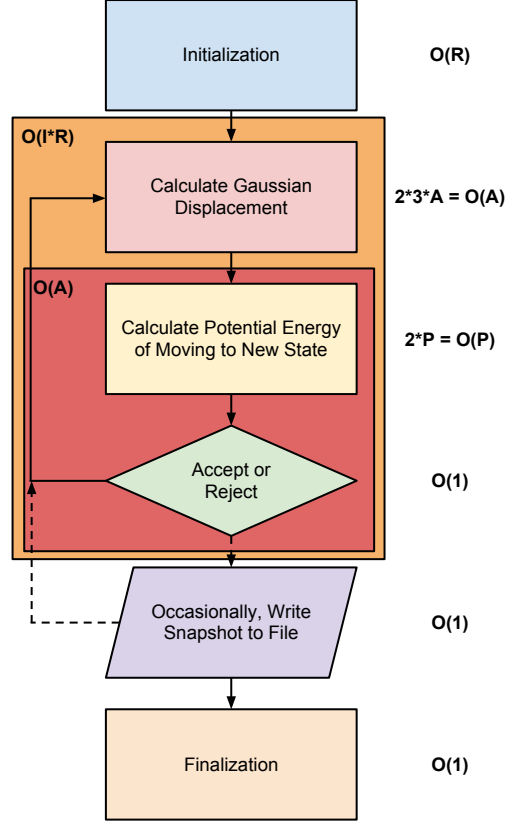 Initialization
O(R)
O(I*R)
Calculate Gaussian
Displacement
2*3*A = O(A)
O(A)
Calculate Potential Energy
of Moving to New State
2*P = O(P)
Accept or
Reject
O(1)
Occasionally, Write
Snapshot to File
O(1)
Finalization
O(1)